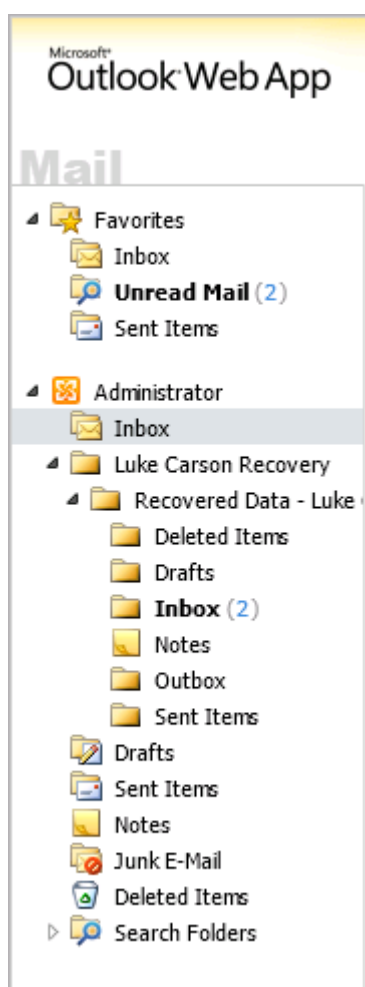 Microsoft®
Outlook Web App
Mail
Favorites
Inbox
Unread Mail (2)
Sent Items
Administrator
Inbox
Luke Carson Recovery
Recovered Data - Luke
Deleted Items
Drafts
Inbox (2)
Notes
Outbox
Sent Items
Drafts
Sent Items
Notes
Junk E-Mail
Deleted Items
Search Folders